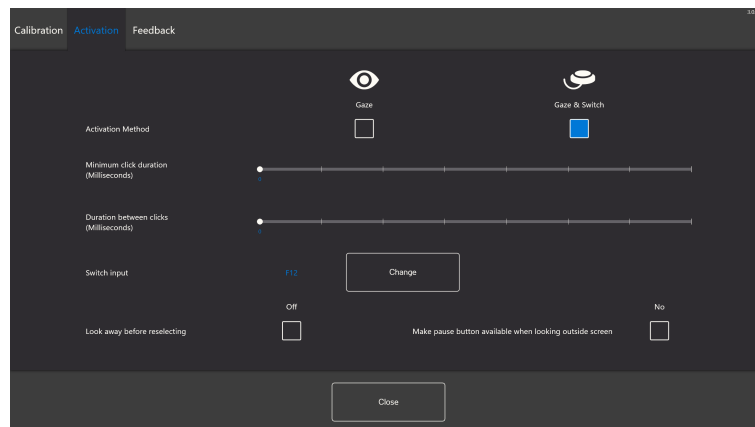 Calibration Activation Feedback
Gaze Gaze & Switch
Activation Method
Minimum click duration
(Milliseconds)
Duration between clicks
(Milliseconds)
Switch input F12 Change
Off No
Look away before reselecting Make pause button available when looking outside screen
Close